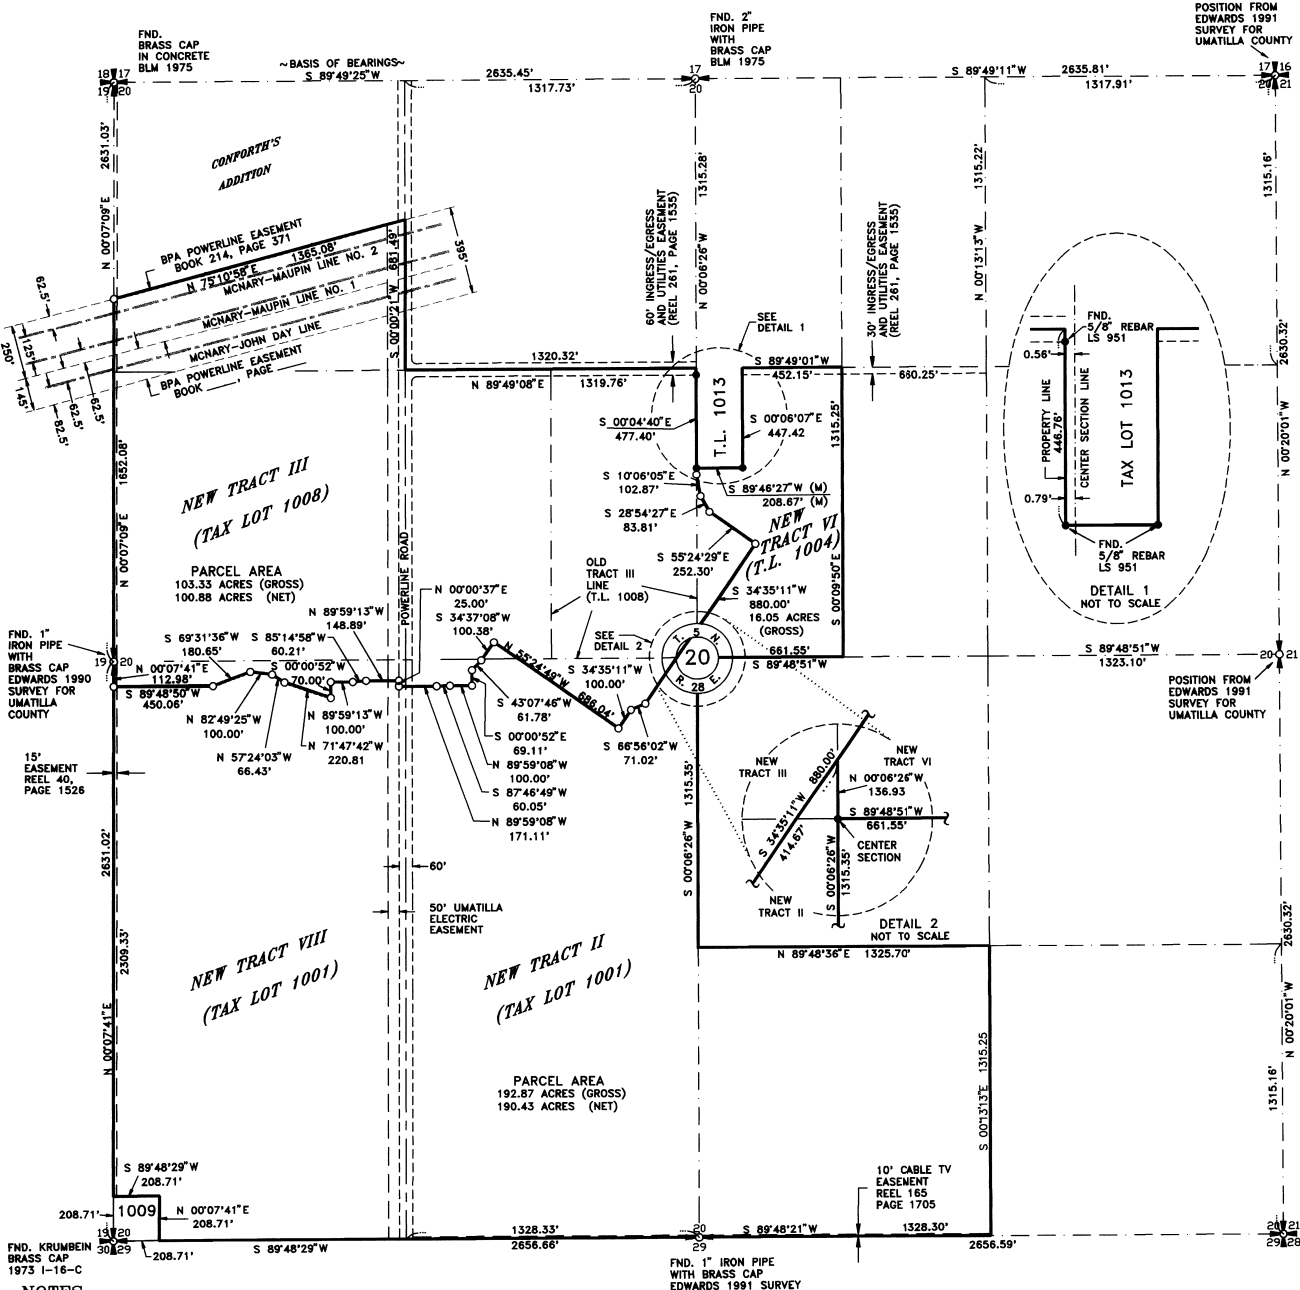 FND.
BRASS CAP
IN CONCRETE
BLM 1975
~BASIS OF BEARINGS~
S 89°49'25"W
2635.45'
1317.73'
FND. 2"
IRON PIPE
WITH
BRASS CAP
BLM 1975
POSITION FROM
EDWARDS 1991
SURVEY FOR
UMATILLA COUNTY
S 89°49'11"W
2635.81'
1317.91'
18 17
19 20
17
20
17 16
20 21
2631.03'
N 00°07'09"E
CONFORTH'S
ADDITION
BPA POWERLINE EASEMENT
BOOK 214, PAGE 371
N 75°10'58"E
1365.08'
MCNARY-MAUPIN LINE NO. 2
MCNARY-MAUPIN LINE NO. 1
MCNARY-JOHN DAY LINE
BPA POWERLINE EASEMENT
BOOK ____, PAGE ____
62.5'
250'
125'
145'
62.5'
62.5'
82.5'
395'
S 00°00'21"W
681.49'
1320.32'
N 89°49'08"E
1319.76'
60' INGRESS/EGRESS
AND UTILITIES EASEMENT
(REEL 261, PAGE 1535)
N 00°06'26"W
1315.28'
30' INGRESS/EGRESS
AND UTILITIES EASEMENT
(REEL 261, PAGE 1535)
N 00°13'13"W
1315.22'
1315.16'
2630.32'
N 00°20'01"W
SEE
DETAIL 1
S 89°49'01"W
452.15'
660.25'
T.L. 1013
S 00°04'40"E
477.40'
S 00°06'07"E
447.42
1315.25'
S 00°09'50"E
S 10°06'05"E
102.87'
S 89°46'27"W (M)
208.67' (M)
S 28°54'27"E
83.81'
NEW
TRACT VI
(T.L. 1004)
S 55°24'29"E
252.30'
S 34°35'11"W
880.00'
16.05 ACRES
(GROSS)
661.55'
S 89°48'51"W
FND.
5/8" REBAR
LS 951
0.56'
PROPERTY LINE
446.76'
CENTER SECTION LINE
TAX LOT 1013
0.79'
FND.
5/8" REBAR
LS 951
DETAIL 1
NOT TO SCALE
1652.08'
N 00°07'09"E
NEW TRACT III
(TAX LOT 1008)
PARCEL AREA
103.33 ACRES (GROSS)
100.88 ACRES (NET)
POWERLINE ROAD
OLD
TRACT III
LINE
(T.L. 1008)
SEE
DETAIL 2
T. 5 N.
20
R. 28 E.
S 89°48'51"W
1323.10'
20 21
POSITION FROM
EDWARDS 1991
SURVEY FOR
UMATILLA COUNTY
FND. 1"
IRON PIPE
WITH
BRASS CAP
EDWARDS 1990
SURVEY FOR
UMATILLA
COUNTY
19 20
N 00°07'41"E
112.98'
S 89°48'50"W
450.06'
S 69°31'36"W
180.65'
S 85°14'58"W
60.21'
S 00°00'52"W
70.00'
N 89°59'13"W
148.89'
N 00°00'37"E
25.00'
S 34°37'08"W
100.38'
N 55°24'49"W
686.04'
S 34°35'11"W
100.00'
N 82°49'25"W
100.00'
N 57°24'03"W
66.43'
N 89°59'13"W
100.00'
N 71°47'42"W
220.81
S 43°07'46"W
61.78'
S 00°00'52"E
69.11'
N 89°59'08"W
100.00'
S 87°46'49"W
60.05'
N 89°59'08"W
171.11'
S 66°56'02"W
71.02'
15'
EASEMENT
REEL 40,
PAGE 1526
60'
50' UMATILLA
ELECTRIC
EASEMENT
2631.02'
2309.33'
N 00°07'41"E
NEW TRACT VIII
(TAX LOT 1001)
NEW TRACT II
(TAX LOT 1001)
PARCEL AREA
192.87 ACRES (GROSS)
190.43 ACRES (NET)
1315.35'
S 00°06'26"W
NEW
TRACT III
NEW
TRACT VI
880.00'
S 34°35'11"W
414.67'
N 00°06'26"W
136.93
S 89°48'51"W
661.55'
CENTER
SECTION
S 00°06'26"W
1315.35'
NEW
TRACT II
DETAIL 2
NOT TO SCALE
N 89°48'36"E
1325.70'
2630.32'
N 00°20'01"W
1315.16'
S 00°13'13"E
1315.25
S 89°48'29"W
208.71'
208.71'
1009
N 00°07'41"E
208.71'
208.71'
19 20
30 29
FND. KRUMBEIN
BRASS CAP
1973 I-16-C
S 89°48'29"W
1328.33'
2656.66'
20
29
S 89°48'21"W
1328.30'
2656.59'
10' CABLE TV
EASEMENT
REEL 165
PAGE 1705
20 21
29 28
FND. 1" IRON PIPE
WITH BRASS CAP
EDWARDS 1991 SURVEY
NOTES